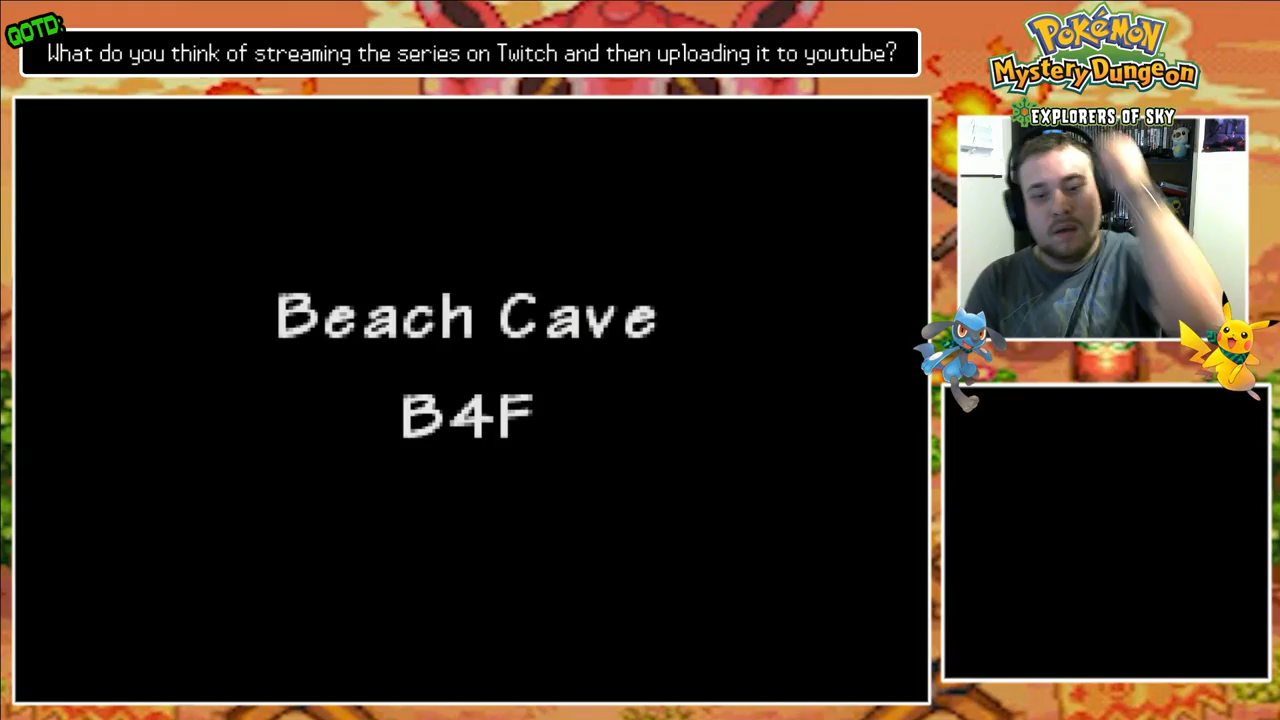 QOTD:
What do you think of streaming the series on Twitch and then uploading it to youtube?
POKéMON
Mystery Dungeon
EXPLORERS OF SKY
Beach Cave
B4F